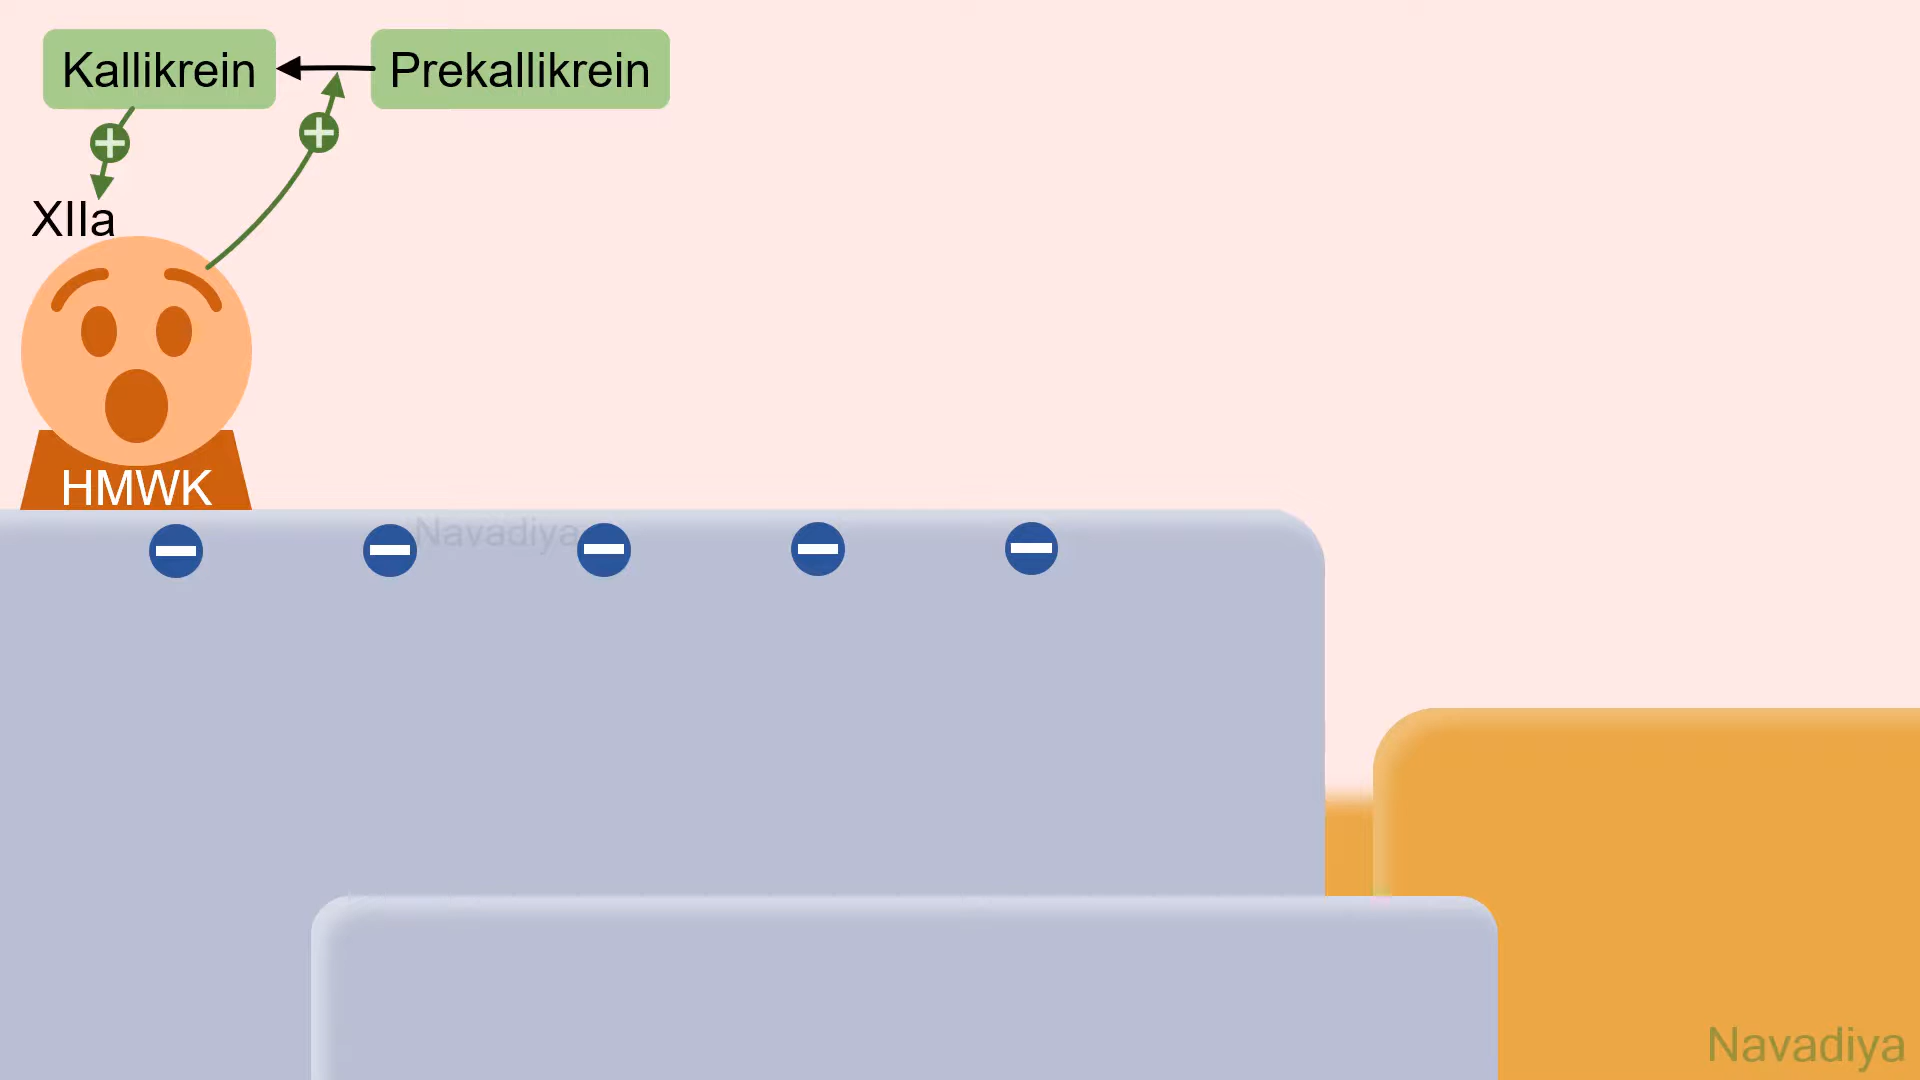 Kallikrein
Prekallikrein
XIIa
HMWK
Navadiya
Navadiya